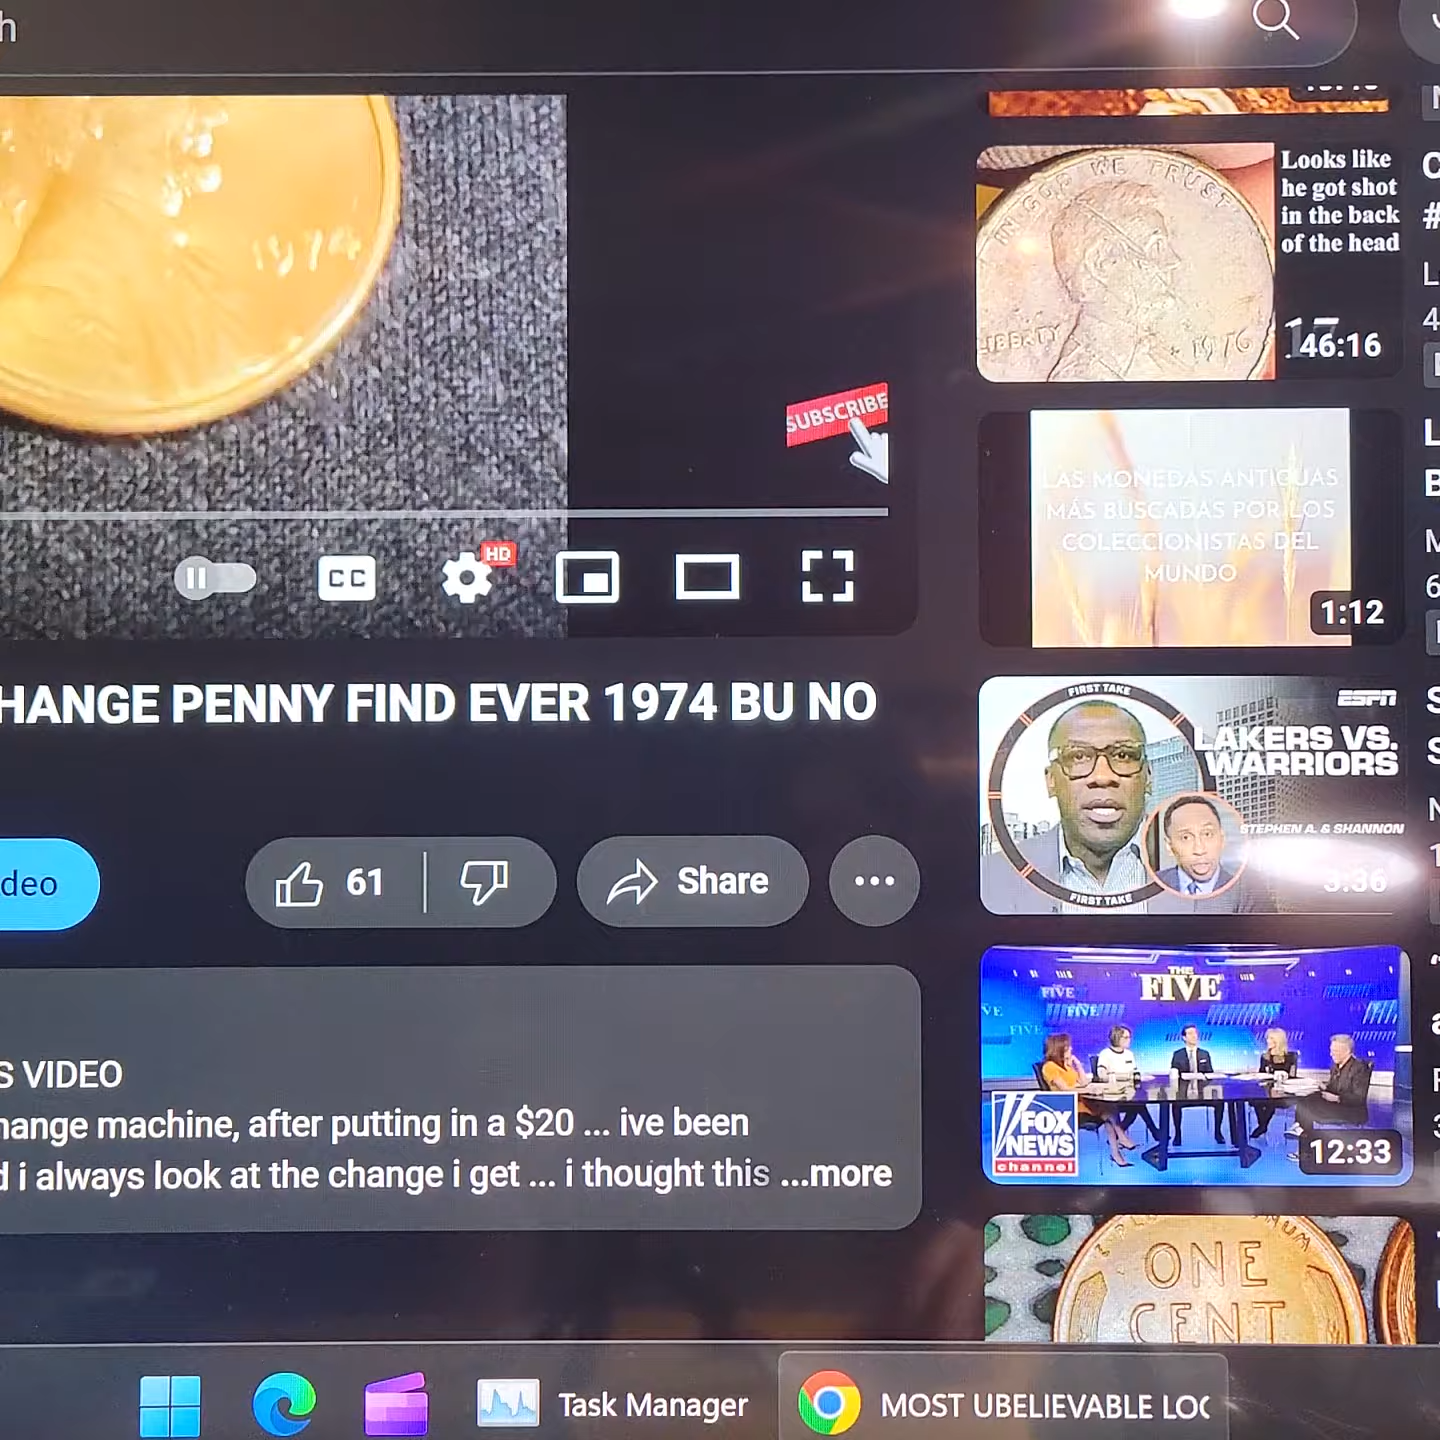 h
IN GOD WE TRUST
LIBERTY
1976
Looks like
he got shot
in the back
of the head
46:16
1974
SUBSCRIBE
LAS MONEDAS ANTIGUAS
MÁS BUSCADAS POR LOS
COLECCIONISTAS DEL
MUNDO
1:12
CC
HD
HANGE PENNY FIND EVER 1974 BU NO
FIRST TAKE
ESPN
LAKERS VS.
WARRIORS
STEPHEN A. & SHANNON
FIRST TAKE
3:36
deo
61
Share
THE
FIVE
FIVE
FIVE
FIVE
FOX
NEWS
channel
12:33
S VIDEO
hange machine, after putting in a $20 ... ive been
d i always look at the change i get ... i thought this ...more
ONE
CENT
Task Manager
MOST UBELIEVABLE LOC